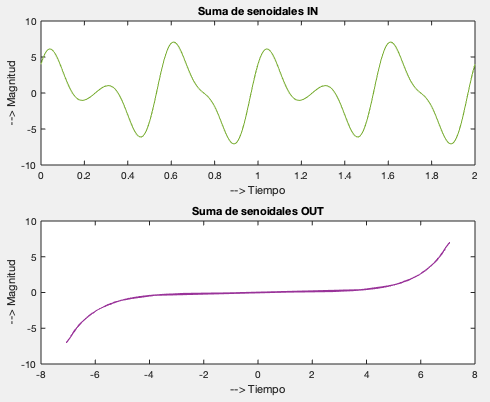 Suma de senoidales IN
10
5
0
-5
-10
--> Magnitud
0 0.2 0.4 0.6 0.8 1 1.2 1.4 1.6 1.8 2
--> Tiempo
Suma de senoidales OUT
10
5
0
-5
-10
--> Magnitud
-8 -6 -4 -2 0 2 4 6 8
--> Tiempo